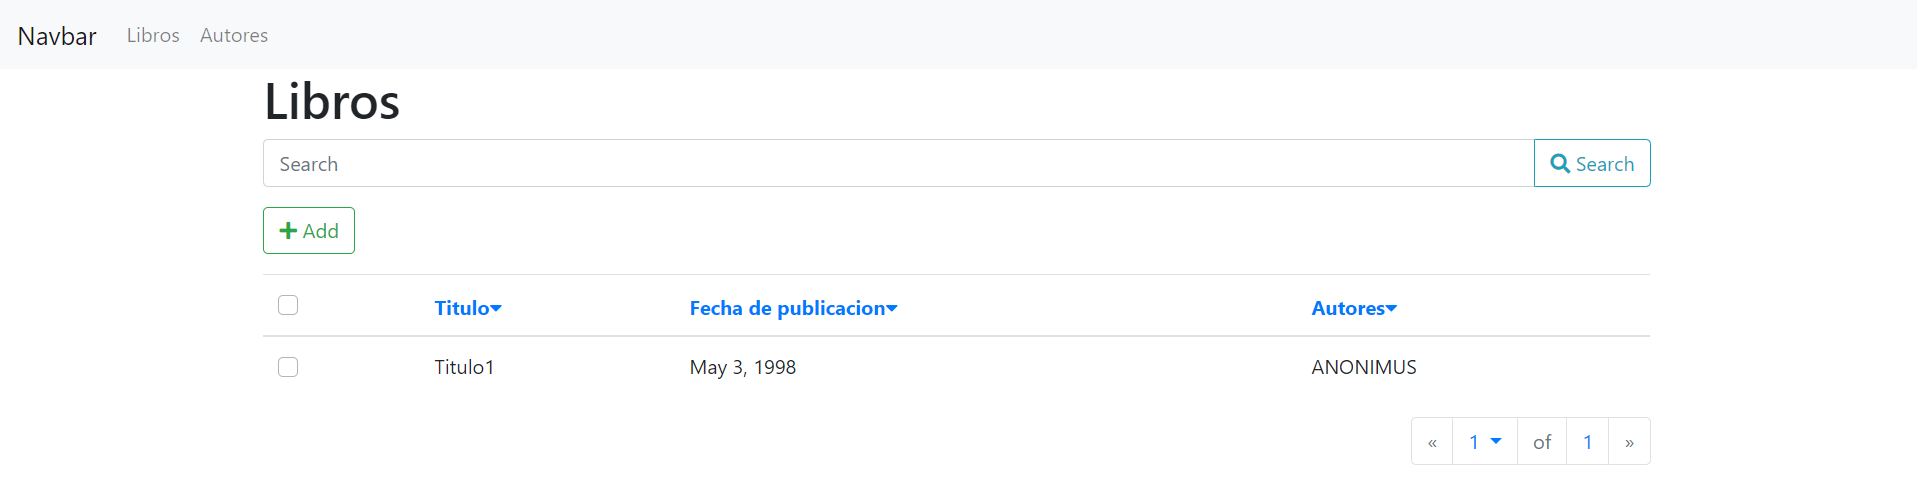 Navbar Libros Autores
Libros
Search Search
Add
Titulo Fecha de publicacion Autores
Titulo1 May 3, 1998 ANONIMUS
« 1 of 1 »